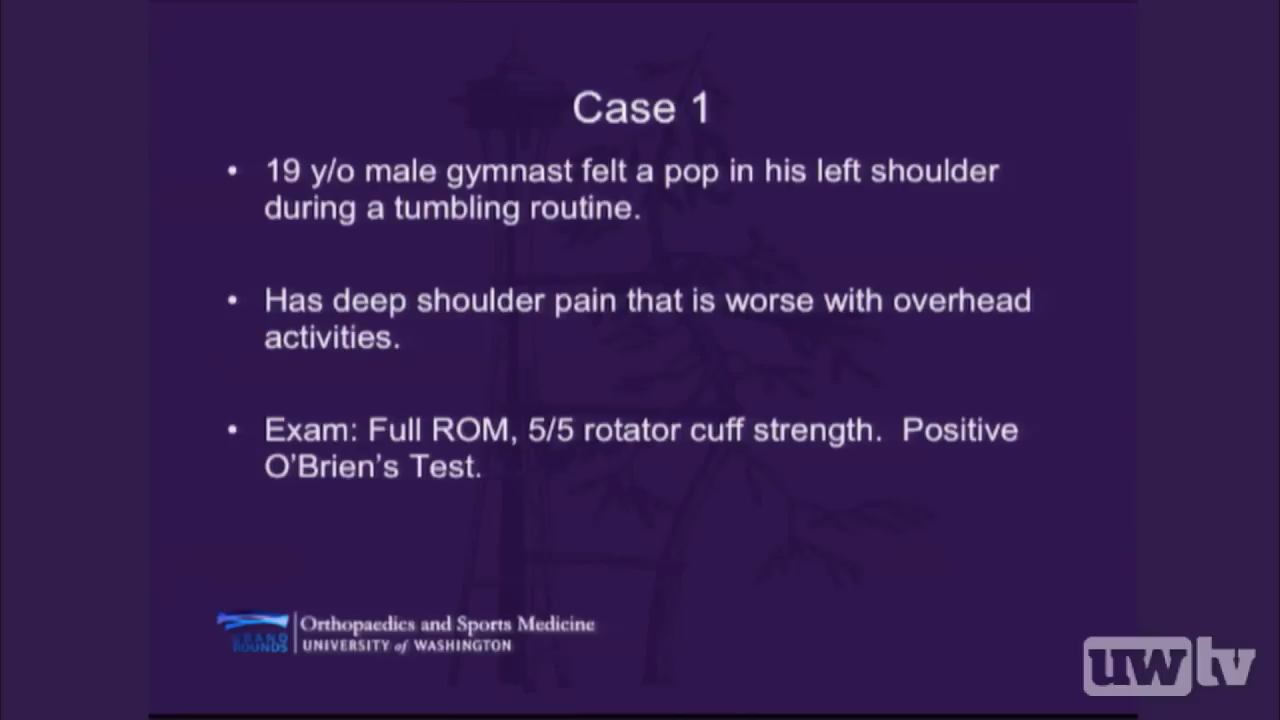 Case 1
• 19 y/o male gymnast felt a pop in his left shoulder
during a tumbling routine.
• Has deep shoulder pain that is worse with overhead
activities.
• Exam: Full ROM, 5/5 rotator cuff strength.  Positive
O'Brien's Test.
GRAND
ROUNDS
Orthopaedics and Sports Medicine
UNIVERSITY of WASHINGTON
uwtv